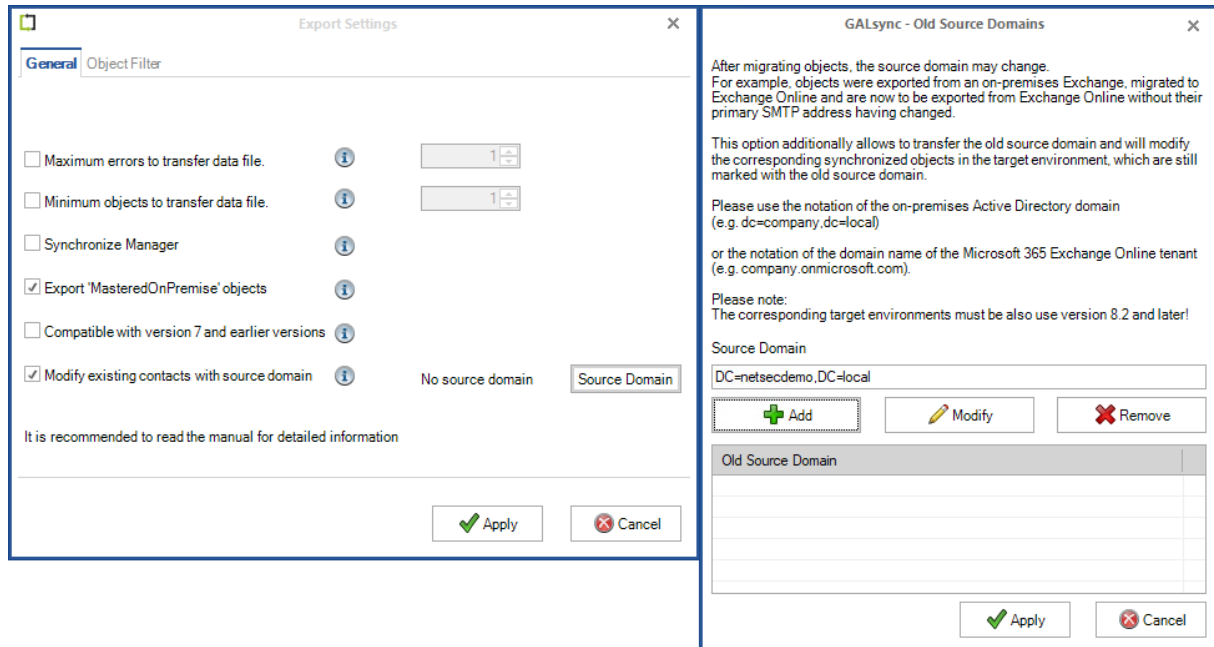 Export Settings
General Object Filter
Maximum errors to transfer data file. 1
Minimum objects to transfer data file. 1
Synchronize Manager
Export 'MasteredOnPremise' objects
Compatible with version 7 and earlier versions
Modify existing contacts with source domain No source domain Source Domain
It is recommended to read the manual for detailed information
Apply Cancel
GALsync - Old Source Domains
After migrating objects, the source domain may change.
For example, objects were exported from an on-premises Exchange, migrated to
Exchange Online and are now to be exported from Exchange Online without their
primary SMTP address having changed.
This option additionally allows to transfer the old source domain and will modify
the corresponding synchronized objects in the target environment, which are still
marked with the old source domain.
Please use the notation of the on-premises Active Directory domain
(e.g. dc=company,dc=local)
or the notation of the domain name of the Microsoft 365 Exchange Online tenant
(e.g. company.onmicrosoft.com).
Please note:
The corresponding target environments must be also use version 8.2 and later!
Source Domain
DC=netsecdemo,DC=local
Add Modify Remove
Old Source Domain
Apply Cancel